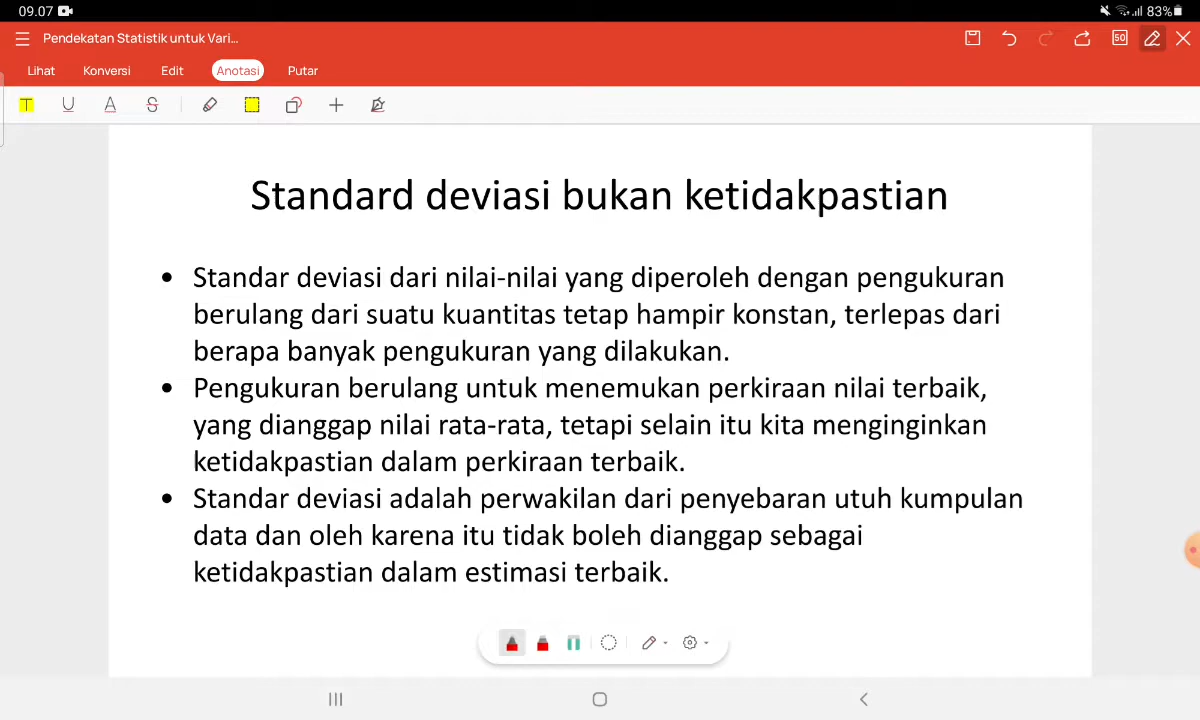 09.07 83%
Pendekatan Statistik untuk Vari... 50
Lihat Konversi Edit Anotasi Putar
T U A S
Standard deviasi bukan ketidakpastian
• Standar deviasi dari nilai-nilai yang diperoleh dengan pengukuran
berulang dari suatu kuantitas tetap hampir konstan, terlepas dari
berapa banyak pengukuran yang dilakukan.
• Pengukuran berulang untuk menemukan perkiraan nilai terbaik,
yang dianggap nilai rata-rata, tetapi selain itu kita menginginkan
ketidakpastian dalam perkiraan terbaik.
• Standar deviasi adalah perwakilan dari penyebaran utuh kumpulan
data dan oleh karena itu tidak boleh dianggap sebagai
ketidakpastian dalam estimasi terbaik.